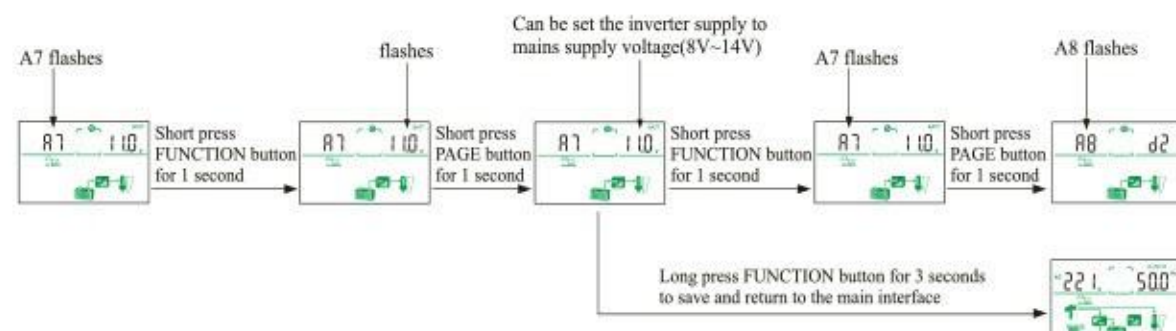 Can be set the inverter supply to
mains supply voltage(8V~14V)
A7 flashes
flashes
A7 flashes
A8 flashes
A7 11.0
Short press
FUNCTION button
for 1 second
A7 11.0
Short press
PAGE button
for 1 second
A7 11.0
Short press
FUNCTION button
for 1 second
A7 11.0
Short press
PAGE button
for 1 second
A8 d2
Long press FUNCTION button for 3 seconds
to save and return to the main interface
221. 50.0